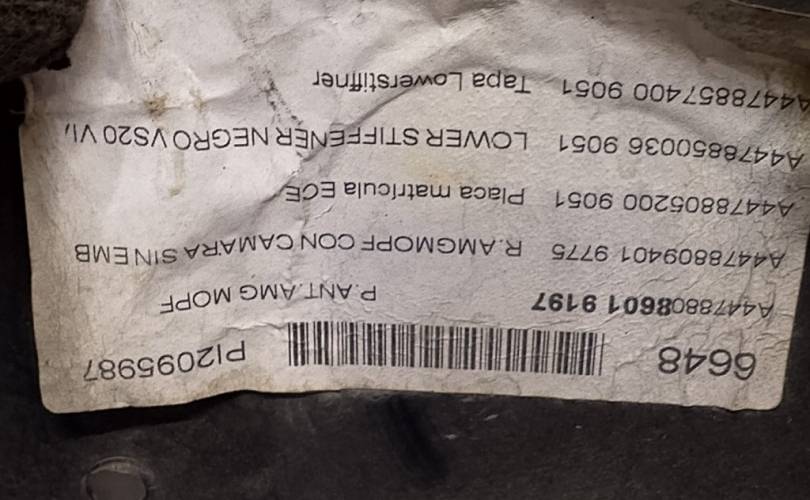 6648 PI2095987
A4478808601 9197 P.ANT.AMG MOPF
A4478809401 9775 R.AMGMOPF CON CAMARA SIN EMB
A4478805200 9051 Placa matricula ECE
A4478850036 9051 LOWER STIFFENER NEGRO VS20 VI,
A4478857400 9051 Tapa Lowerstiffner